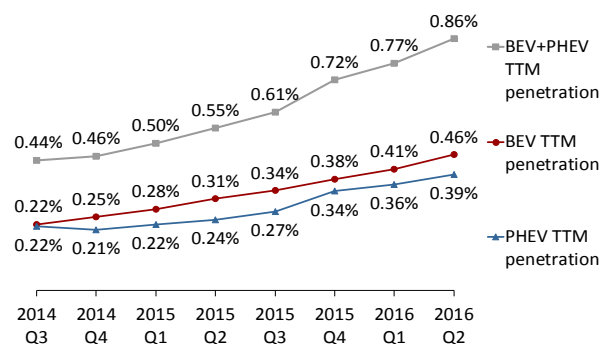 0.44% 0.46% 0.50% 0.55% 0.61% 0.72% 0.77% 0.86%
BEV+PHEV
TTM
penetration
0.22% 0.25% 0.28% 0.31% 0.34% 0.38% 0.41% 0.46%
BEV TTM
penetration
0.22% 0.21% 0.22% 0.24% 0.27% 0.34% 0.36% 0.39%
PHEV TTM
penetration
2014 2014 2015 2015 2015 2015 2016 2016
Q3 Q4 Q1 Q2 Q3 Q4 Q1 Q2